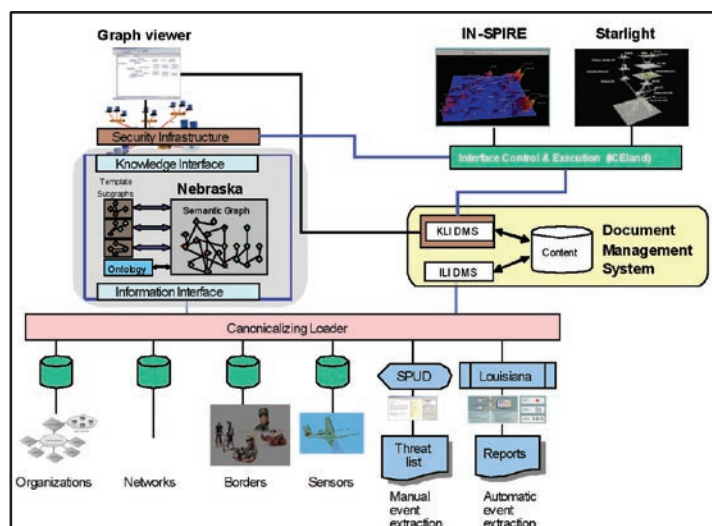 Graph viewer
IN-SPIRE
Starlight
Security Infrastructure
Knowledge Interface
Interface Control & Execution (ICEland)
Template
Subgraphs
Nebraska
Semantic Graph
Ontology
Information Interface
KLI DMS
ILI DMS
Content
Document
Management
System
Canonicalizing Loader
SPUD
Louisiana
Threat
list
Reports
Organizations
Networks
Borders
Sensors
Manual
event
extraction
Automatic
event
extraction